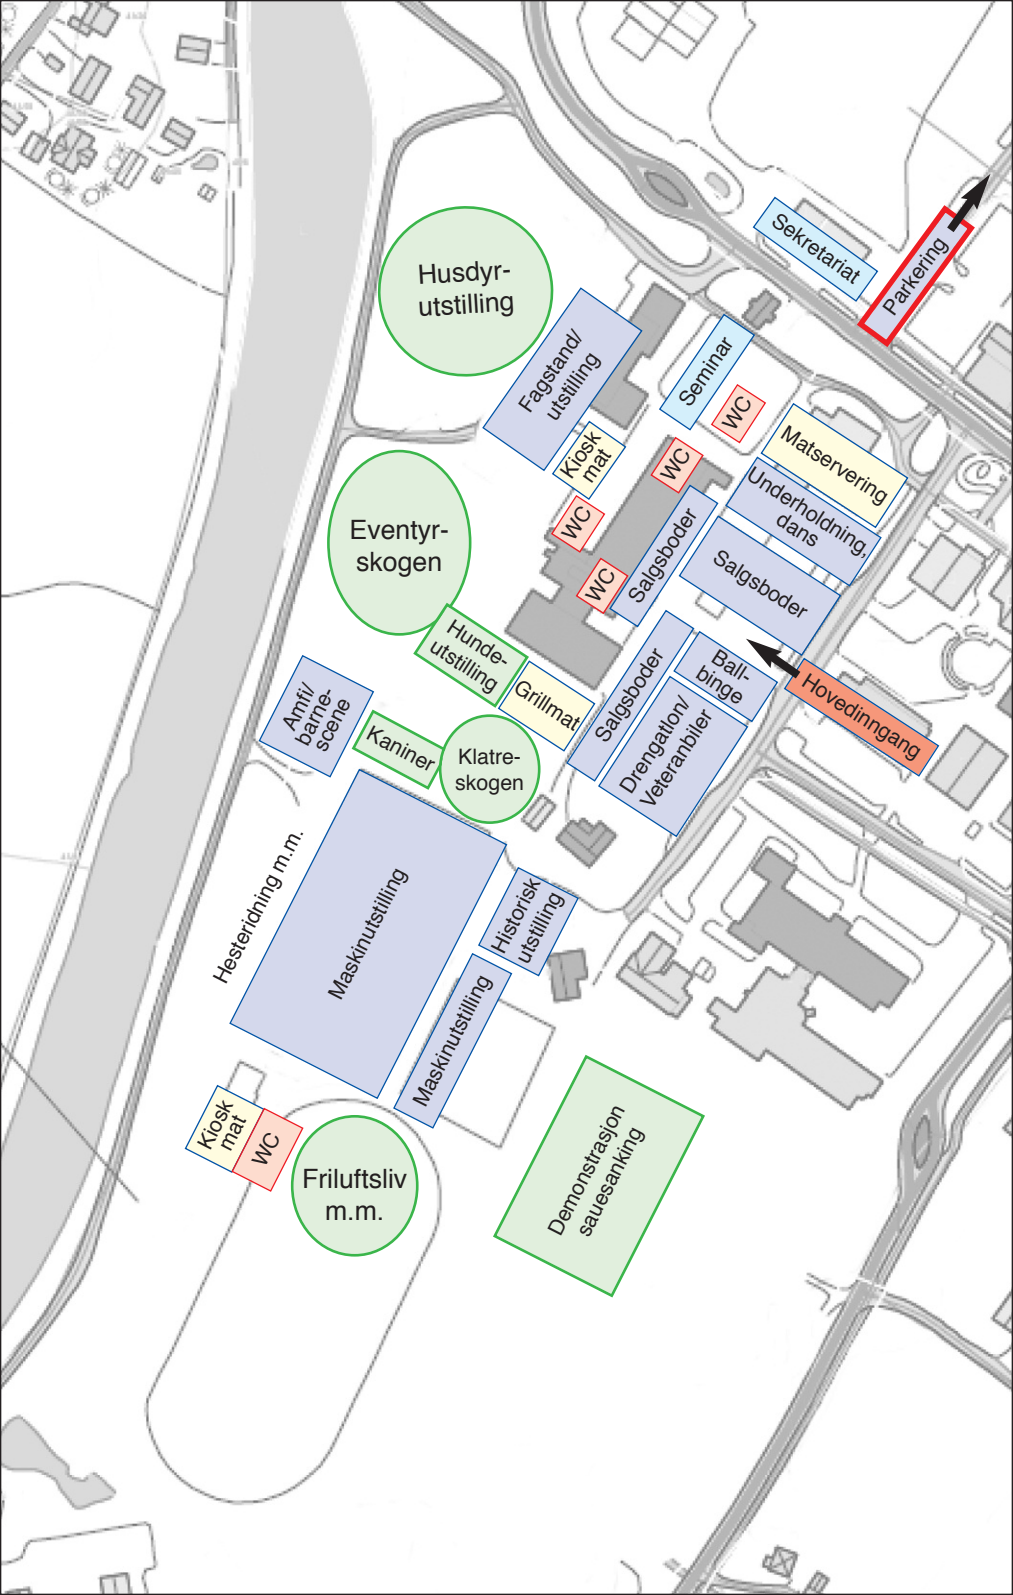 Husdyr-
utstilling
Sekretariat
Parkering
Fagstand/
utstilling
Seminar
WC
Kiosk
mat
WC
Matservering
WC
Underholdning,
dans
Eventyr-
skogen
Salgsboder
WC
Salgsboder
Hunde-
utstilling
Grillmat
Salgsboder
Ball-
binge
Hovedinngang
Drengation/
Veteranbiler
Amfi/
barne-
scene
Kaniner
Klatre-
skogen
Hesteridning m.m.
Maskinutstilling
Historisk
utstilling
Maskinutstilling
Kiosk
mat
WC
Friluftsliv
m.m.
Demonstrasjon
sauesanking